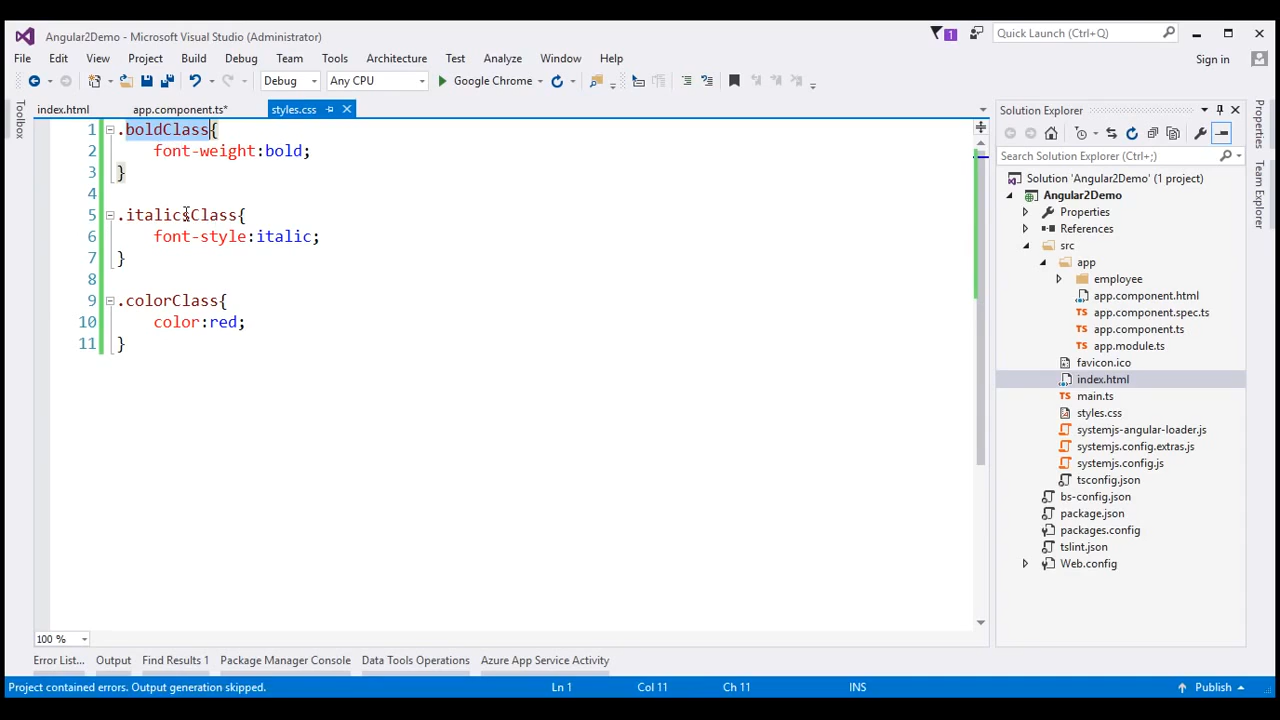 Angular2Demo - Microsoft Visual Studio (Administrator)
1
Quick Launch (Ctrl+Q)
File Edit View Project Build Debug Team Tools Architecture Test Analyze Window Help
Sign in
Debug Any CPU Google Chrome
Toolbox
index.html app.component.ts* styles.css
1 .boldClass{
2 font-weight:bold;
3 }
4
5 .italicsClass{
6 font-style:italic;
7 }
8
9 .colorClass{
10 color:red;
11 }
100 %
Solution Explorer
Search Solution Explorer (Ctrl+;)
Solution 'Angular2Demo' (1 project)
Angular2Demo
Properties
References
src
app
employee
app.component.html
app.component.spec.ts
app.component.ts
app.module.ts
favicon.ico
index.html
main.ts
styles.css
systemjs-angular-loader.js
systemjs.config.extras.js
systemjs.config.js
tsconfig.json
bs-config.json
package.json
packages.config
tslint.json
Web.config
Properties
Team Explorer
Error List... Output Find Results 1 Package Manager Console Data Tools Operations Azure App Service Activity
Project contained errors. Output generation skipped. Ln 1 Col 11 Ch 11 INS Publish